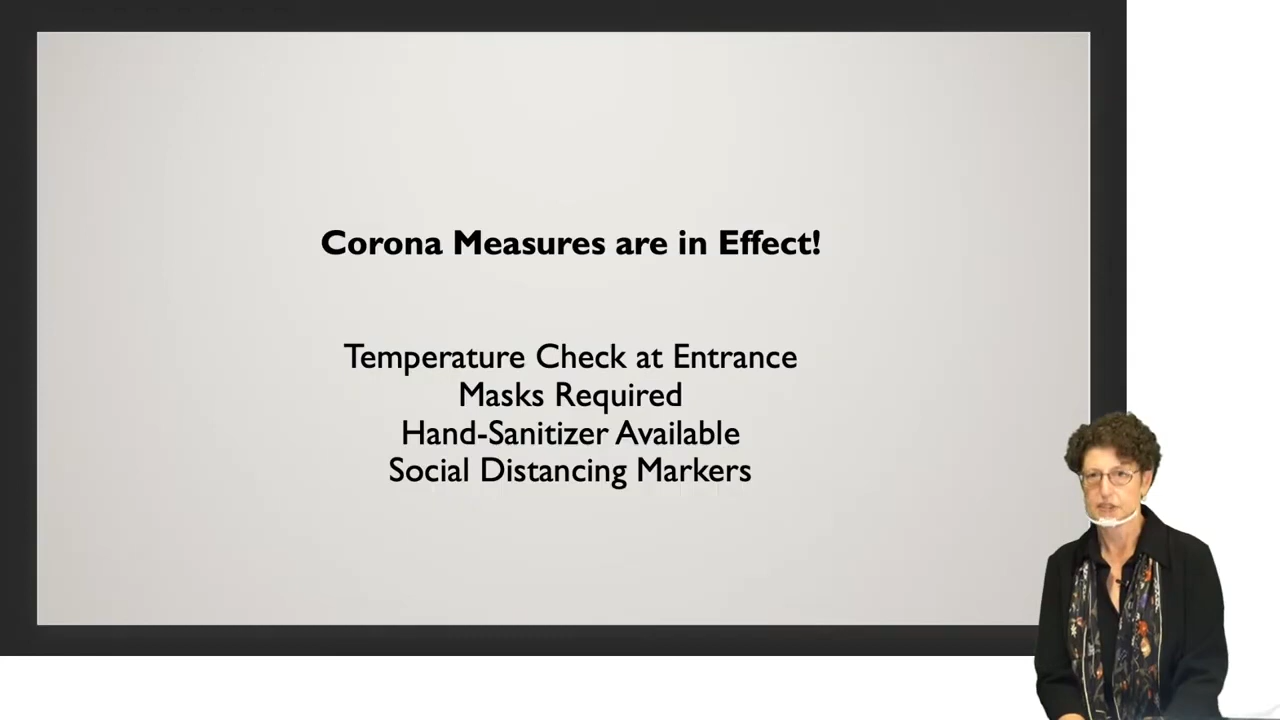 Corona Measures are in Effect!
Temperature Check at Entrance
Masks Required
Hand-Sanitizer Available
Social Distancing Markers